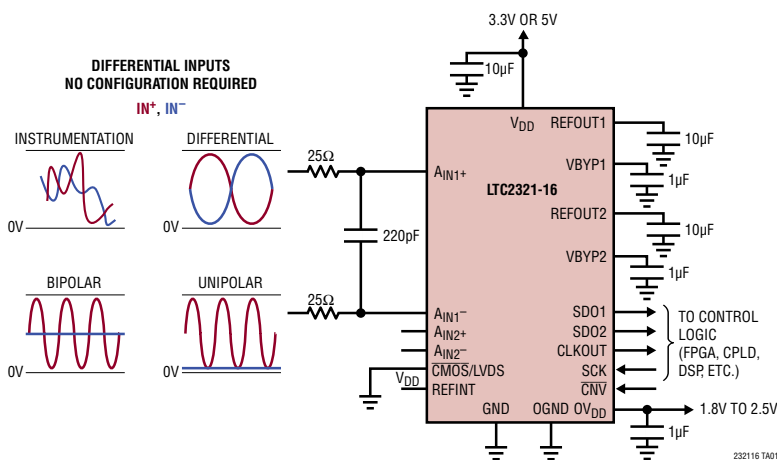 3.3V OR 5V
10µF
DIFFERENTIAL INPUTS
NO CONFIGURATION REQUIRED
IN+, IN−
INSTRUMENTATION
DIFFERENTIAL
0V
0V
BIPOLAR
UNIPOLAR
0V
0V
25Ω
220pF
25Ω
VDD
LTC2321-16
AIN1+
AIN1−
AIN2+
AIN2−
CMOS/LVDS
VDD
REFINT
GND
OGND
OVDD
REFOUT1
10µF
VBYP1
1µF
REFOUT2
10µF
VBYP2
1µF
SDO1
SDO2
CLKOUT
SCK
CNV
TO CONTROL
LOGIC
(FPGA, CPLD,
DSP, ETC.)
1.8V TO 2.5V
1µF
232116 TA01